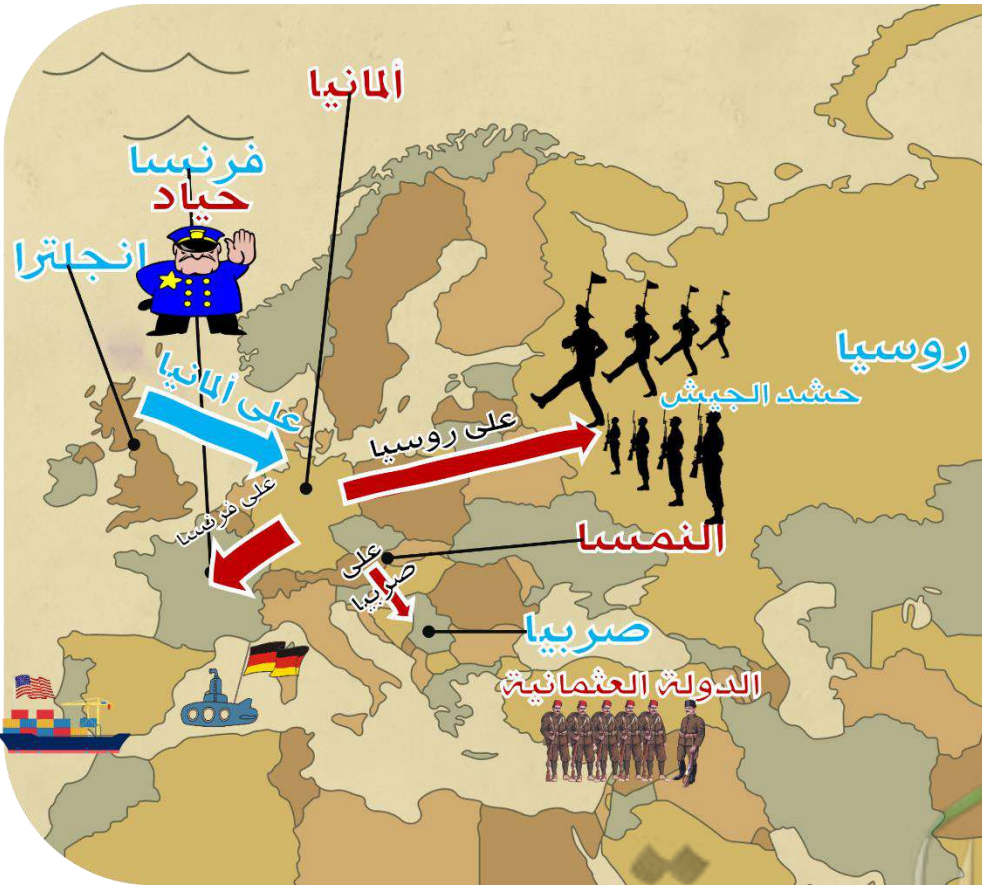 ألمانيا
فرنسا
حياد
انجلترا
روسيا
على ألمانيا
حشد الجيش
على روسيا
على فرنسا
النمسا
على
صربيا
صربيا
الدولة العثمانية